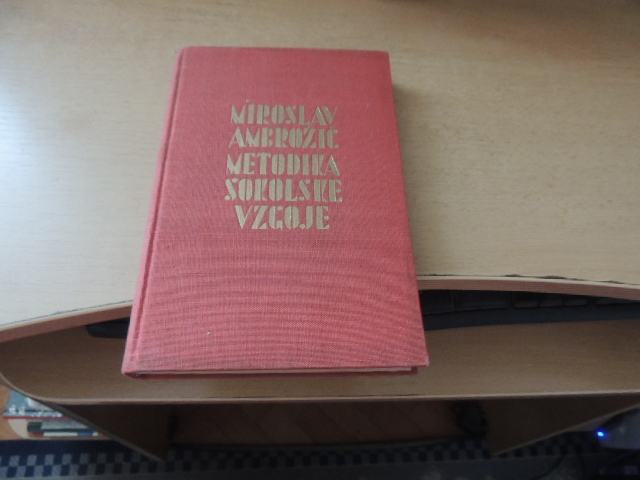 MIROSLAV
AMBROŽIČ
METODIKA
SOKOLSKE
VZGOJE